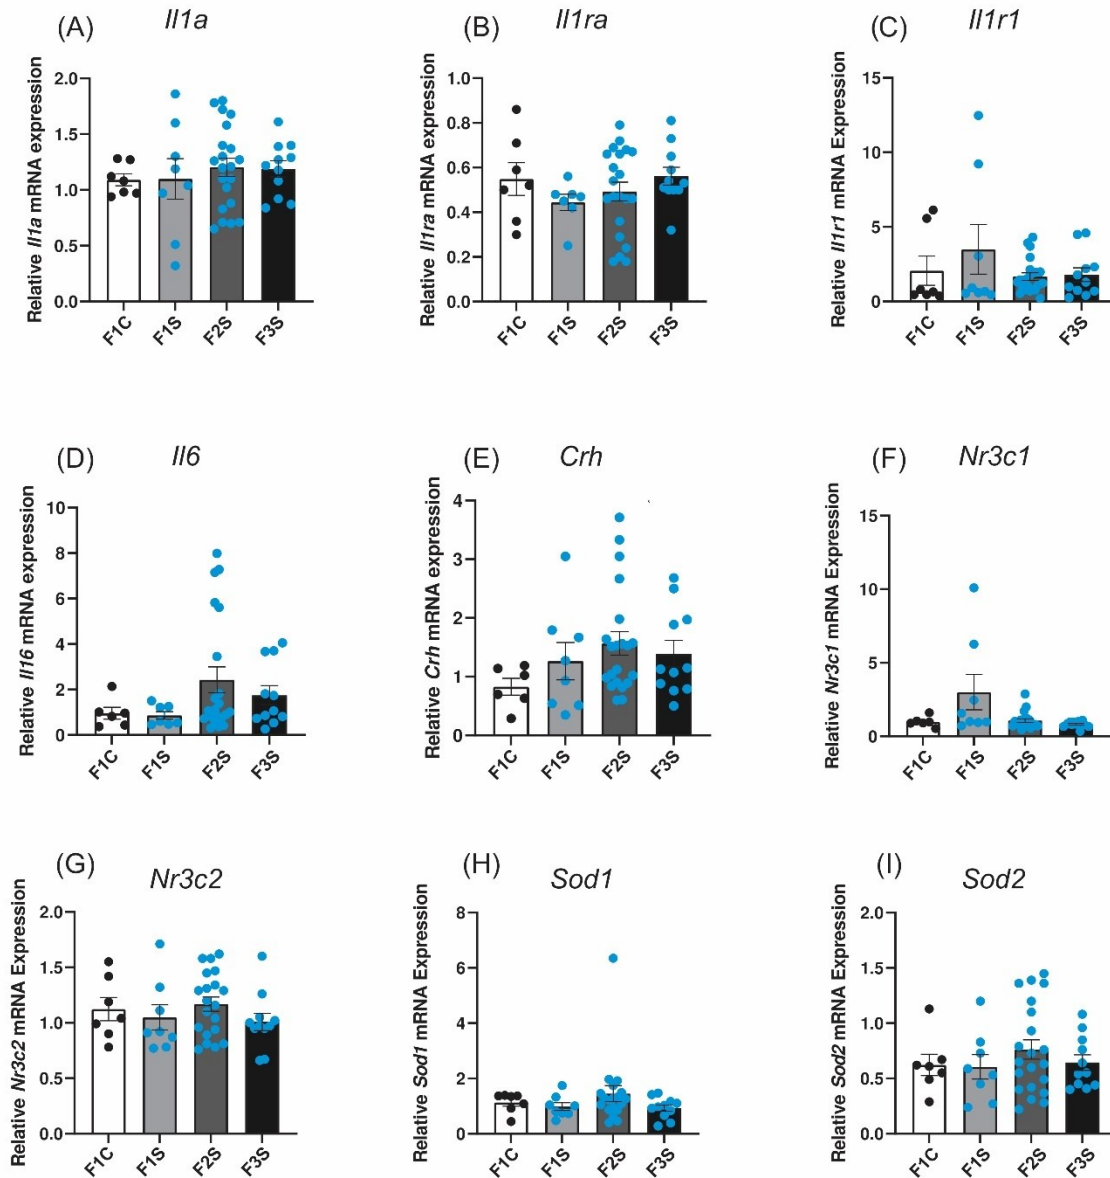 (A) Il1a
Relative Il1a mRNA expression
2.0
1.5
1.0
0.5
0.0
F1C F1S F2S F3S
(B) Il1ra
Relative Il1ra mRNA expression
1.0
0.8
0.6
0.4
0.2
0.0
F1C F1S F2S F3S
(C) Il1r1
Relative Il1r1 mRNA Expression
15
10
5
0
F1C F1S F2S F3S
(D) Il6
Relative Il16 mRNA expression
10
8
6
4
2
0
F1C F1S F2S F3S
(E) Crh
Relative Crh mRNA expression
4
3
2
1
0
F1C F1S F2S F3S
(F) Nr3c1
Relative Nr3c1 mRNA Expression
15
10
5
0
F1C F1S F2S F3S
(G) Nr3c2
Relative Nr3c2 mRNA Expression
2.0
1.5
1.0
0.5
0.0
F1C F1S F2S F3S
(H) Sod1
Relative Sod1 mRNA Expression
8
6
4
2
0
F1C F1S F2S F3S
(I) Sod2
Relative Sod2 mRNA Expression
2.0
1.5
1.0
0.5
0.0
F1C F1S F2S F3S